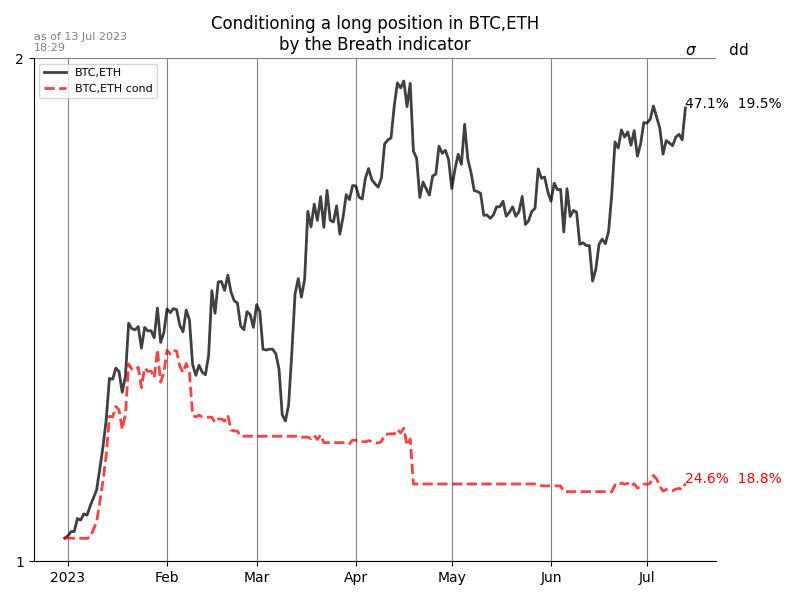 Conditioning a long position in BTC,ETH
by the Breath indicator
as of 13 Jul 2023
18:29
σ dd
BTC,ETH
BTC,ETH cond
47.1% 19.5%
24.6% 18.8%
2
1
2023 Feb Mar Apr May Jun Jul